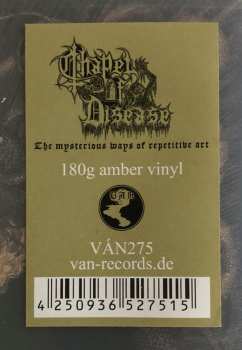 Chapel
of
Disease
The mysterious ways of repetitive art
180g amber vinyl
VÁN
VÁN275
van-records.de
4 250936 527515